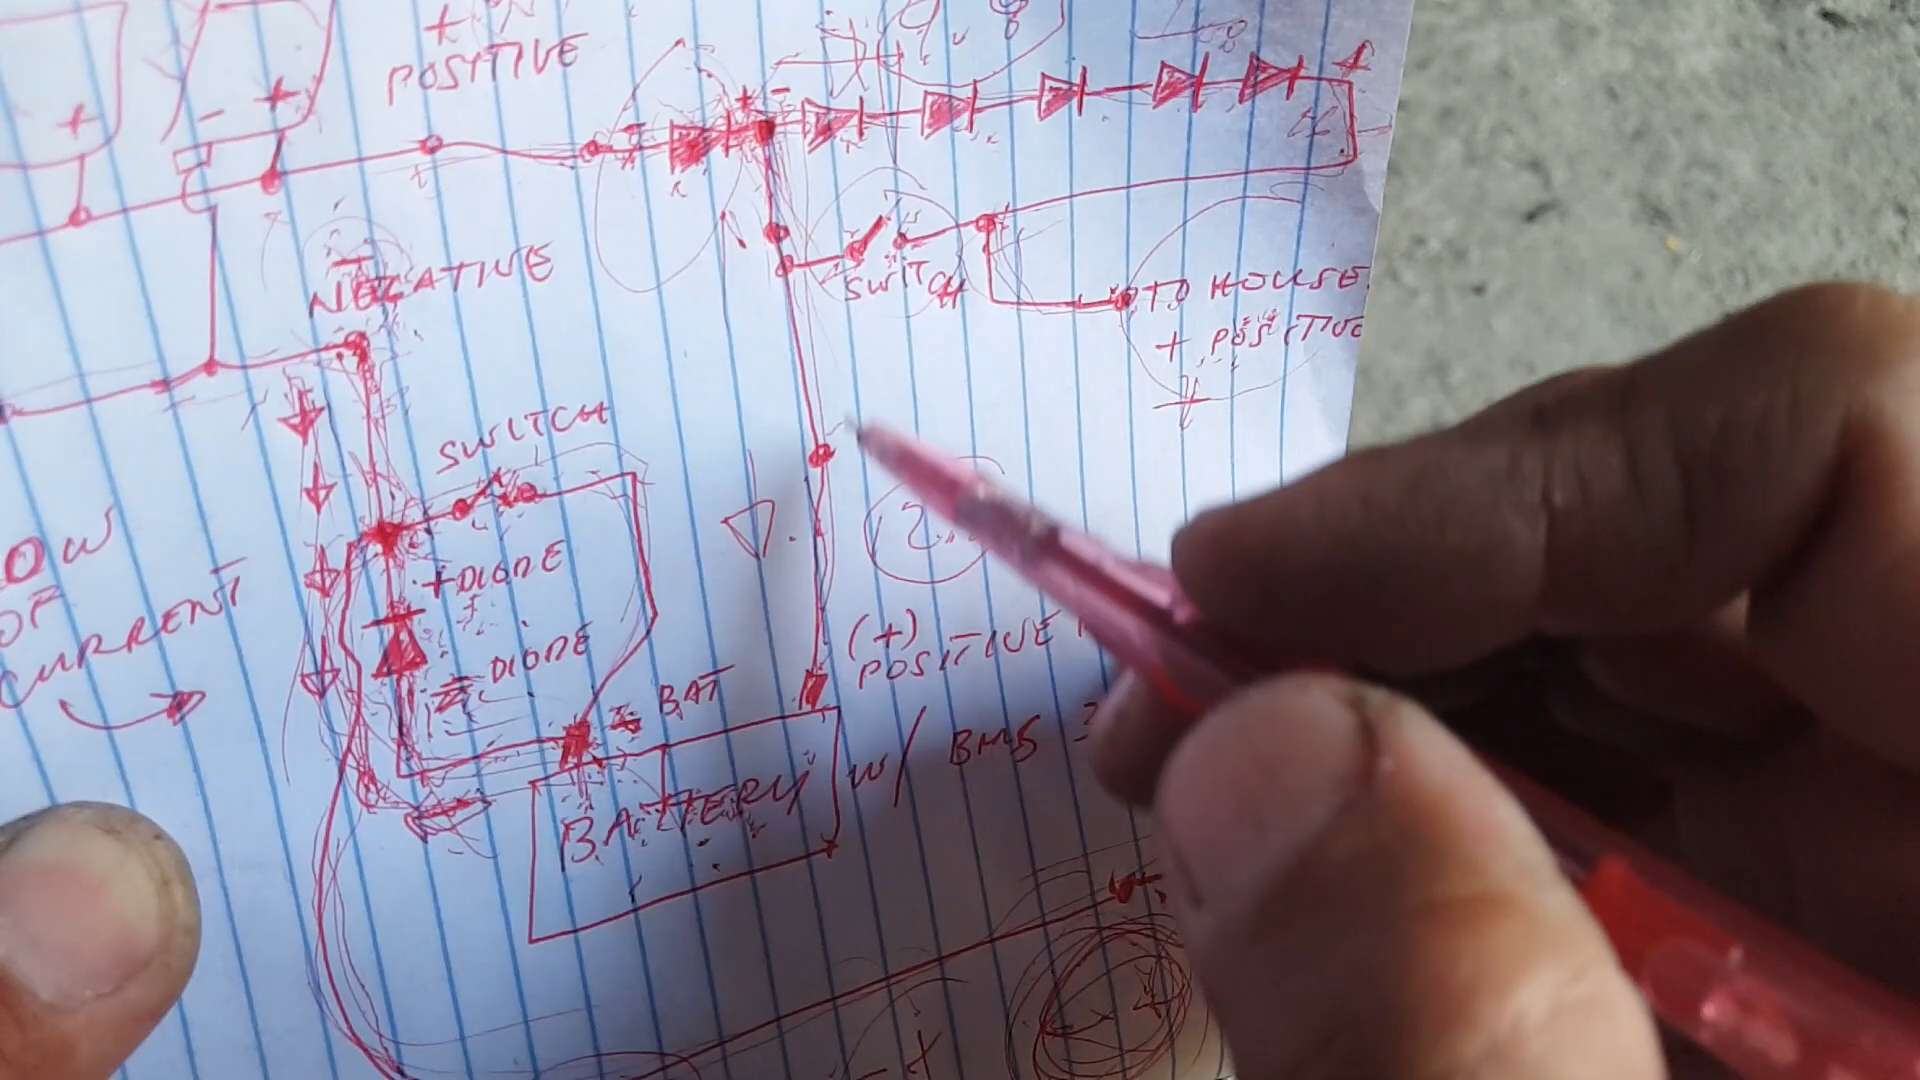 +
POSITIVE
+ - +
+ -
SWITCH
TO HOUSE
+ POSITIVE
-
NEGATIVE
SWITCH
OW
OF
CURRENT
+ DIODE
- DIODE
(+)
POSITIVE
- BAT
BATTERY W/ BMS
- +